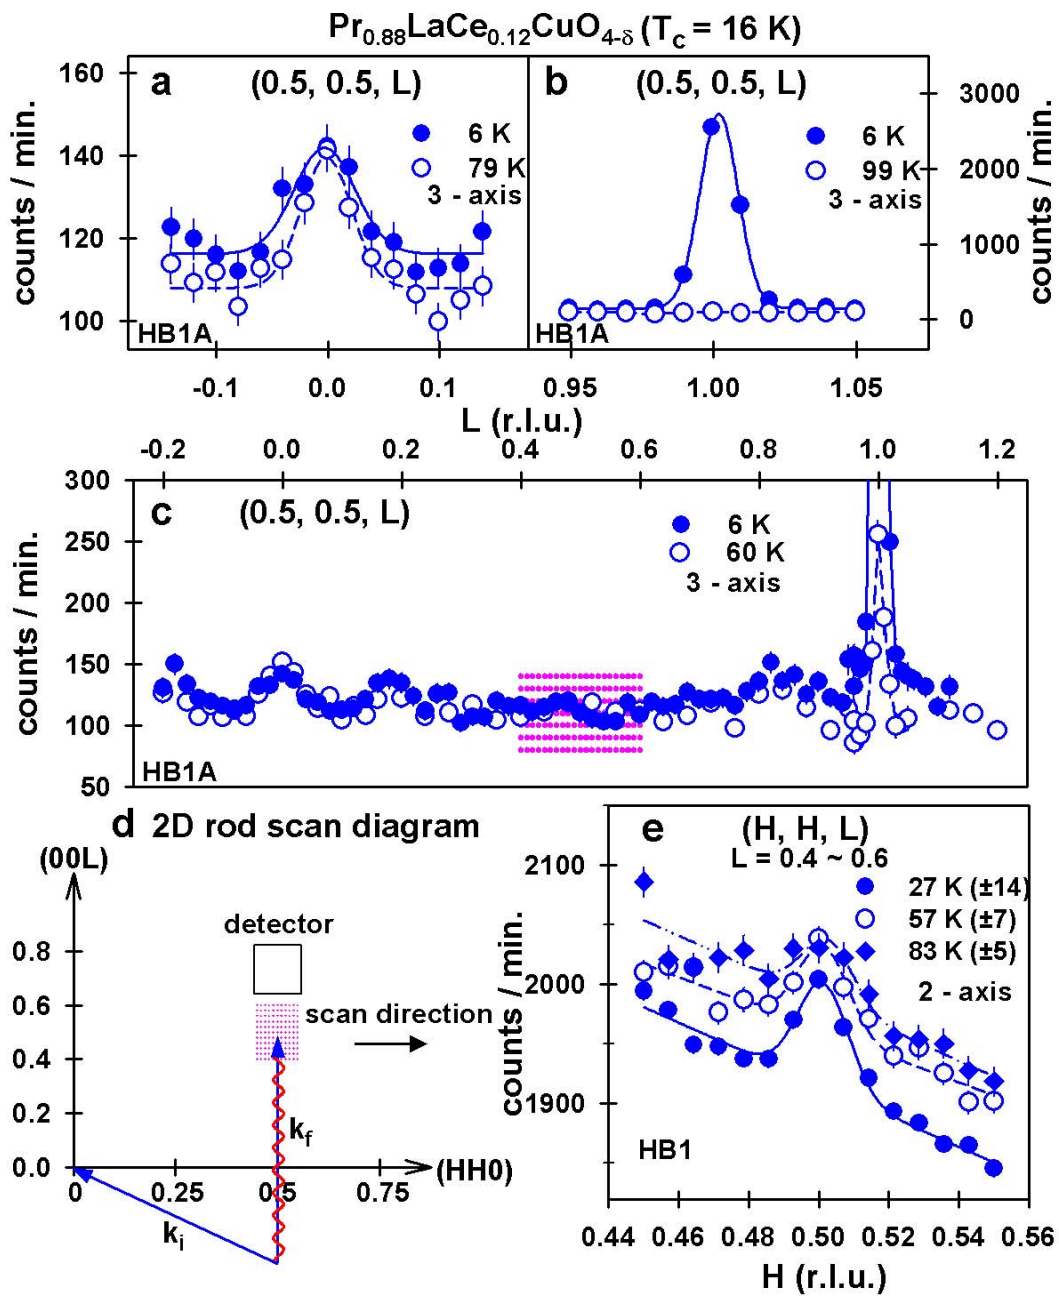 Pr0.88LaCe0.12CuO4-δ (Tc = 16 K)
a (0.5, 0.5, L)
6 K
79 K
3 - axis
HB1A
counts / min.
160
140
120
100
-0.1 0.0 0.1
b (0.5, 0.5, L)
6 K
99 K
3 - axis
HB1A
3000
2000
1000
0
counts / min.
0.95 1.00 1.05
L (r.l.u.)
-0.2 0.0 0.2 0.4 0.6 0.8 1.0 1.2
c (0.5, 0.5, L)
6 K
60 K
3 - axis
HB1A
counts / min.
300
250
200
150
100
50
d 2D rod scan diagram
(00L)
detector
scan direction
0.8
0.6
0.4
0.2
0.0
kf
ki
(HH0)
0 0.25 0.5 0.75
e (H, H, L)
L = 0.4 ~ 0.6
27 K (±14)
57 K (±7)
83 K (±5)
2 - axis
HB1
counts / min.
2100
2000
1900
0.44 0.46 0.48 0.50 0.52 0.54 0.56
H (r.l.u.)